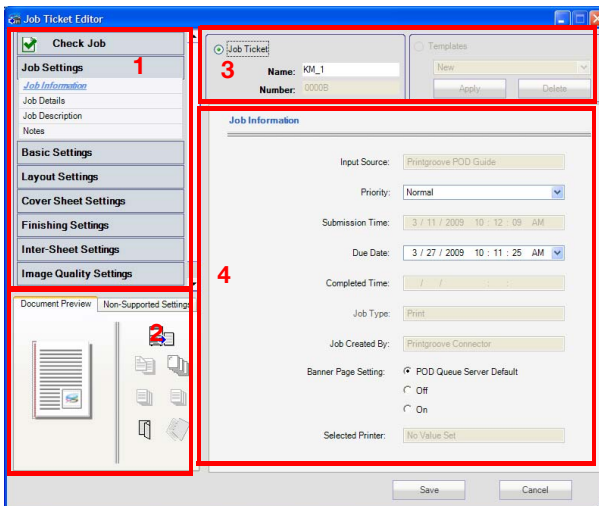 Job Ticket Editor
Check Job
Job Settings
1
Job Information
Job Details
Job Description
Notes
Basic Settings
Layout Settings
Cover Sheet Settings
Finishing Settings
Inter-Sheet Settings
Image Quality Settings
Document Preview Non-Supported Settings
2
Job Ticket
3
Name: KM_1
Number: 0000B
Templates
New
Apply Delete
Job Information
4
Input Source: Printgroove POD Guide
Priority: Normal
Submission Time: 3 / 11 / 2009 10 : 12 : 09 AM
Due Date: 3 / 27 / 2009 10 : 11 : 25 AM
Completed Time: / / : :
Job Type: Print
Job Created By: Printgroove Connector
Banner Page Setting: POD Queue Server Default
Off
On
Selected Printer: No Value Set
Save Cancel